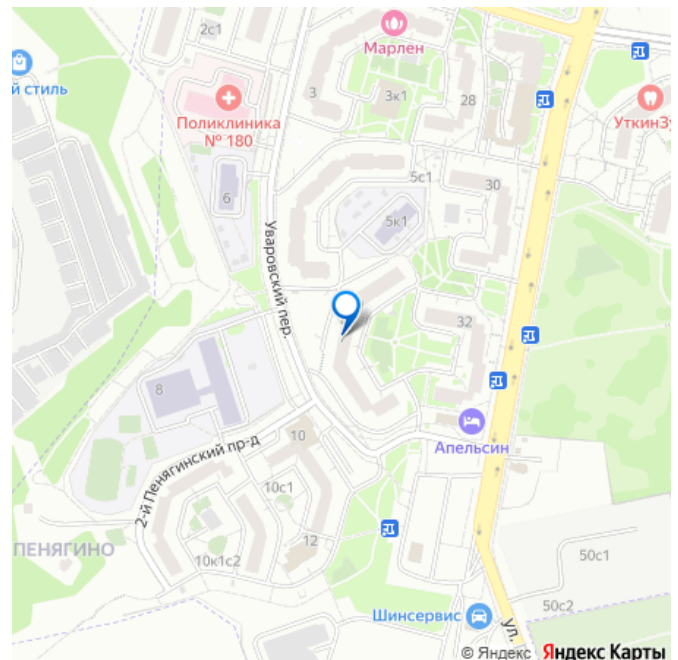 2с1
Марлен
й стиль
3
3к1
28
Поликлиника
№ 180
УткинЗу
5с1
30
6
5к1
Уваровский пер.
32
8
Апельсин
10
2-й Пенягинский пр-д
10с1
ПЕНЯГИНО
12
10к1с2
50с1
50с2
Шинсервис
Ул.
© Яндекс Яндекс Карты